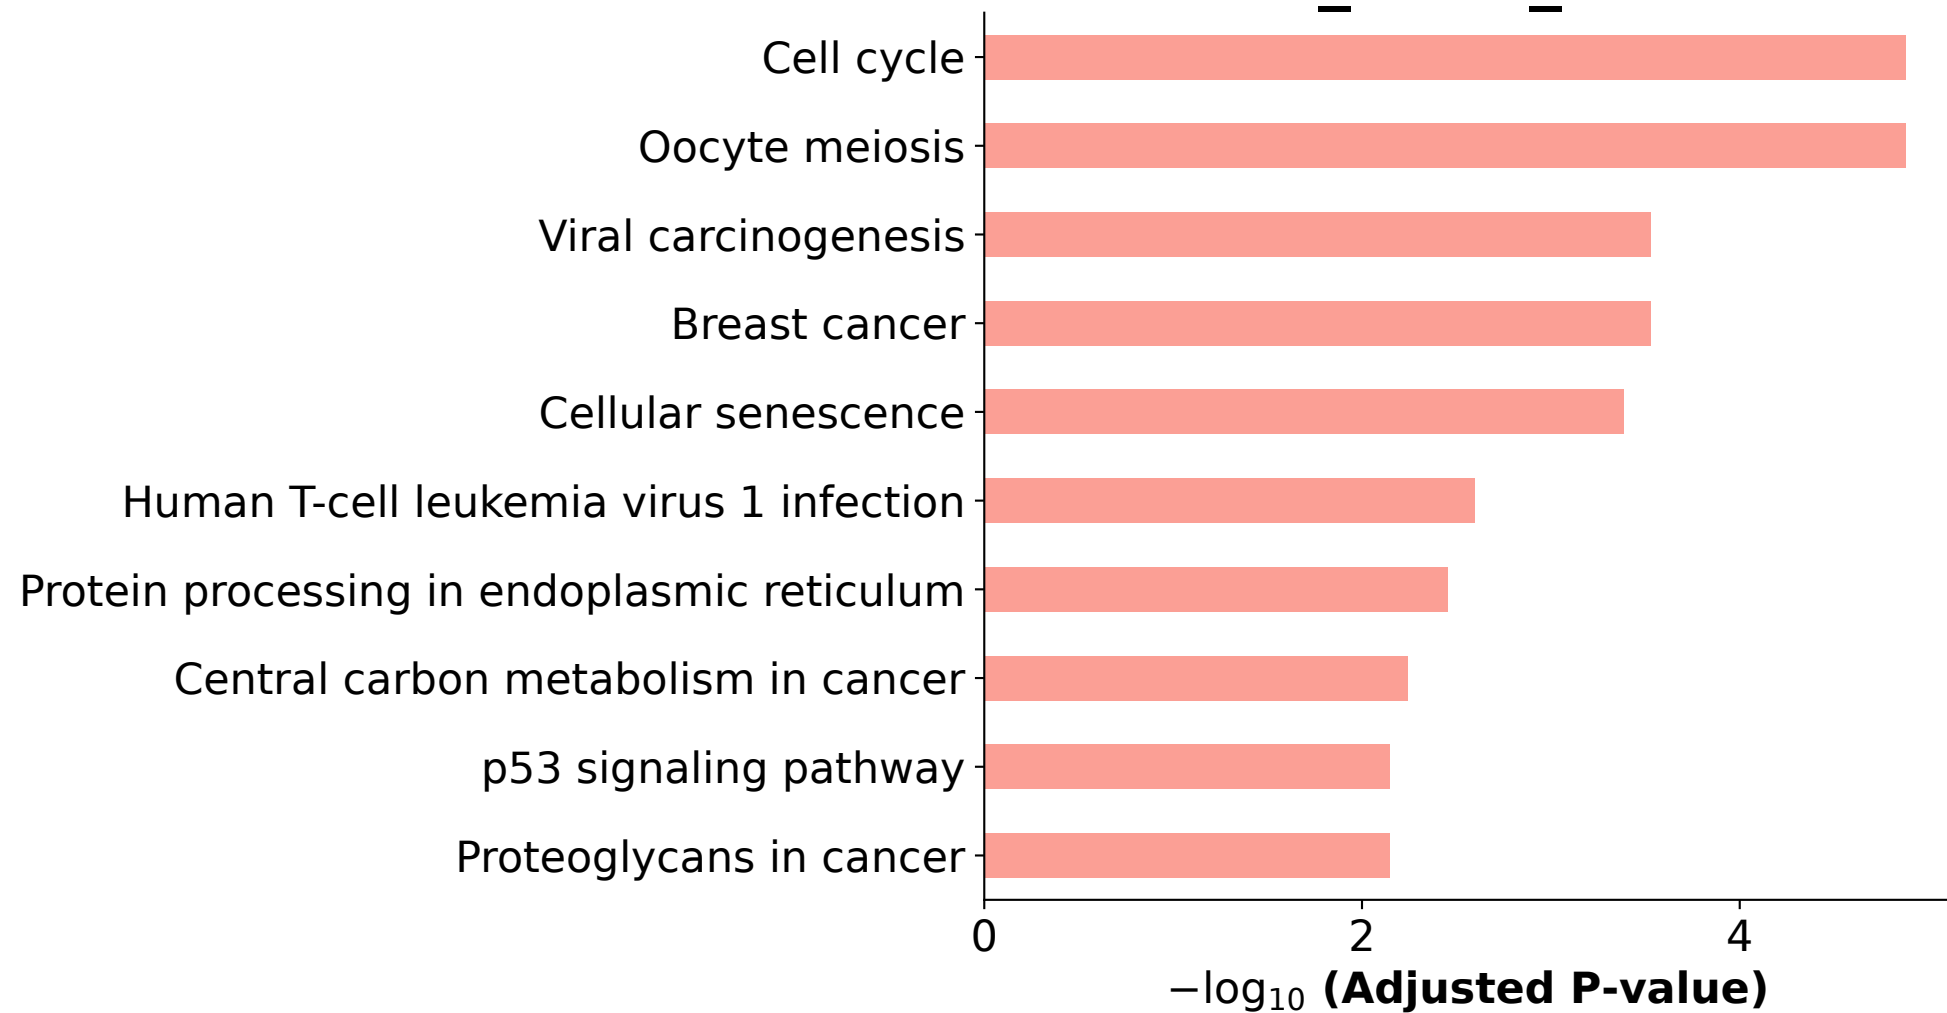 Cell cycle
Oocyte meiosis
Viral carcinogenesis
Breast cancer
Cellular senescence
Human T-cell leukemia virus 1 infection
Protein processing in endoplasmic reticulum
Central carbon metabolism in cancer
p53 signaling pathway
Proteoglycans in cancer
0 2 4
−log₁₀ (Adjusted P-value)